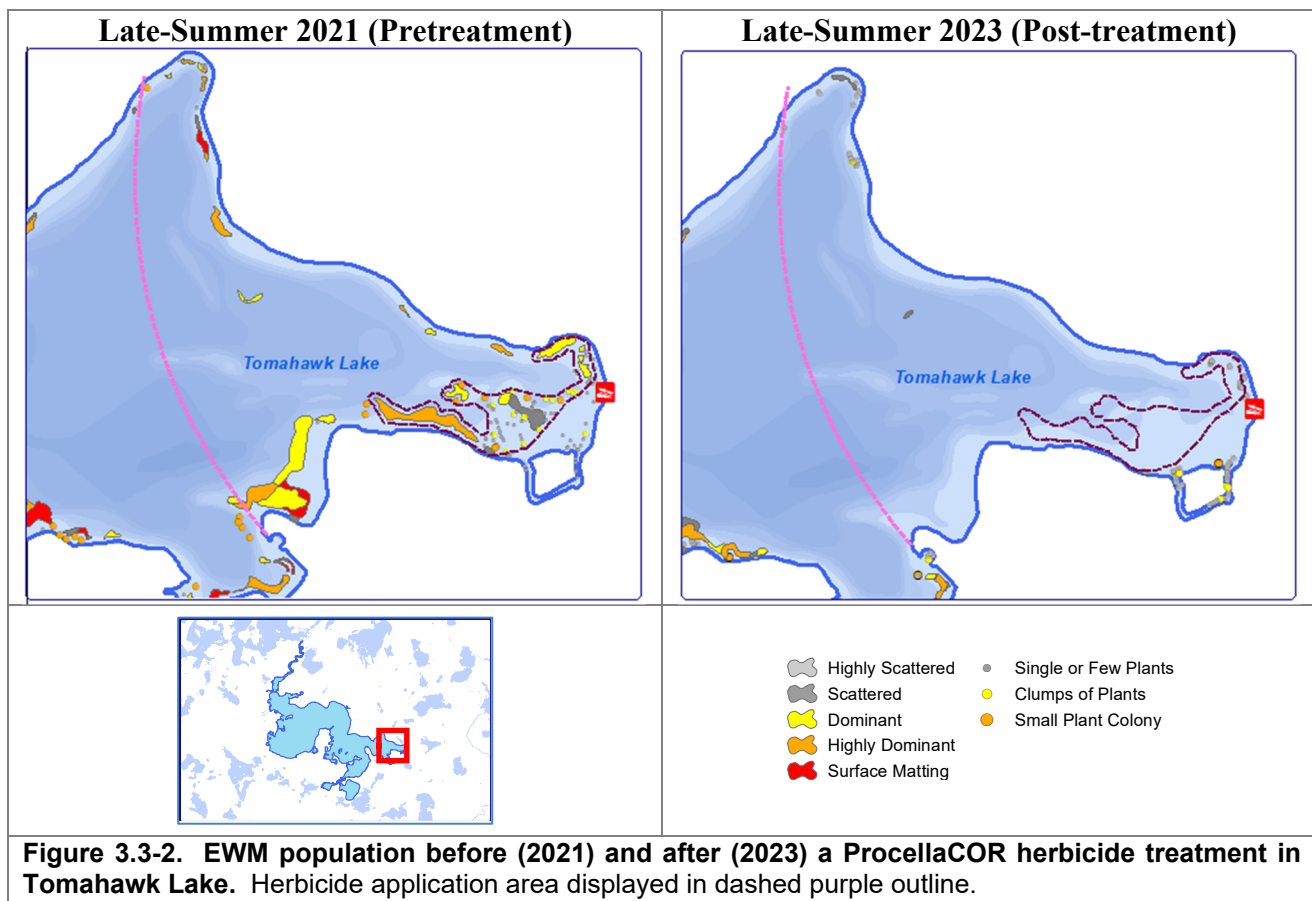 Late-Summer 2021 (Pretreatment)
Late-Summer 2023 (Post-treatment)
Tomahawk Lake
Tomahawk Lake
Highly Scattered
Scattered
Dominant
Highly Dominant
Surface Matting
Single or Few Plants
Clumps of Plants
Small Plant Colony
Figure 3.3-2. EWM population before (2021) and after (2023) a ProcellaCOR herbicide treatment in
Tomahawk Lake. Herbicide application area displayed in dashed purple outline.